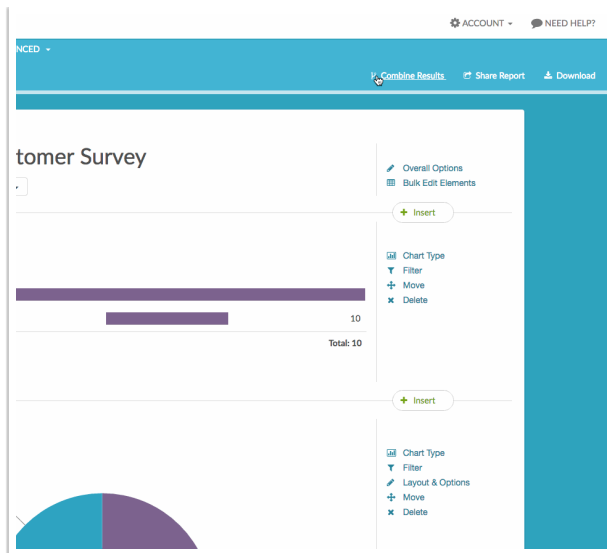 ACCOUNT NEED HELP?
NCED
Combine Results Share Report Download
tomer Survey
Overall Options
Bulk Edit Elements
+ Insert
Chart Type
Filter
Move
Delete
10
Total: 10
+ Insert
Chart Type
Filter
Layout & Options
Move
Delete